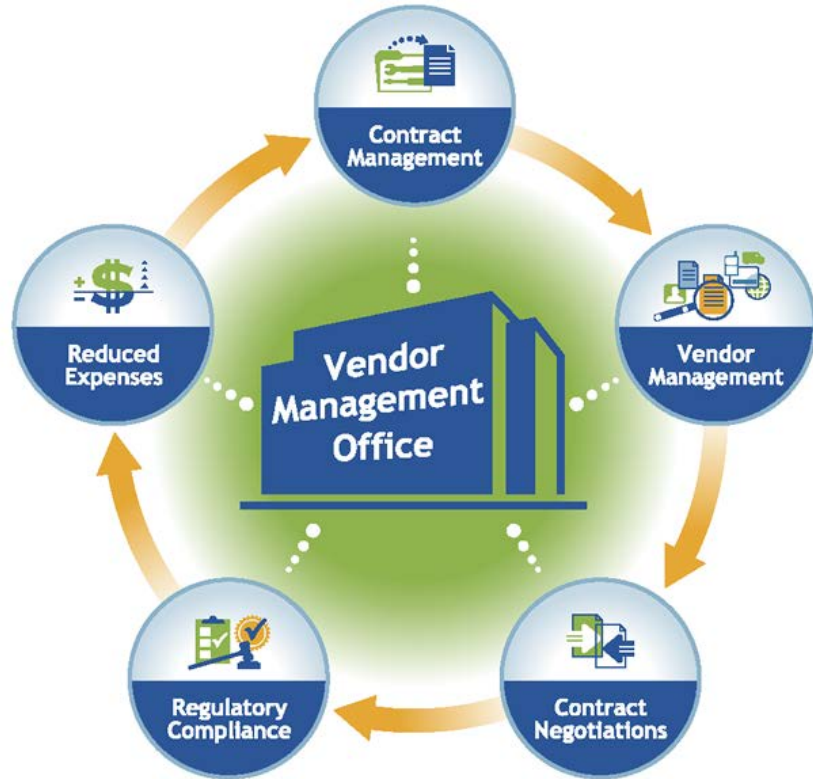 Contract
Management
Vendor
Management
Contract
Negotiations
Regulatory
Compliance
Reduced
Expenses
Vendor
Management
Office